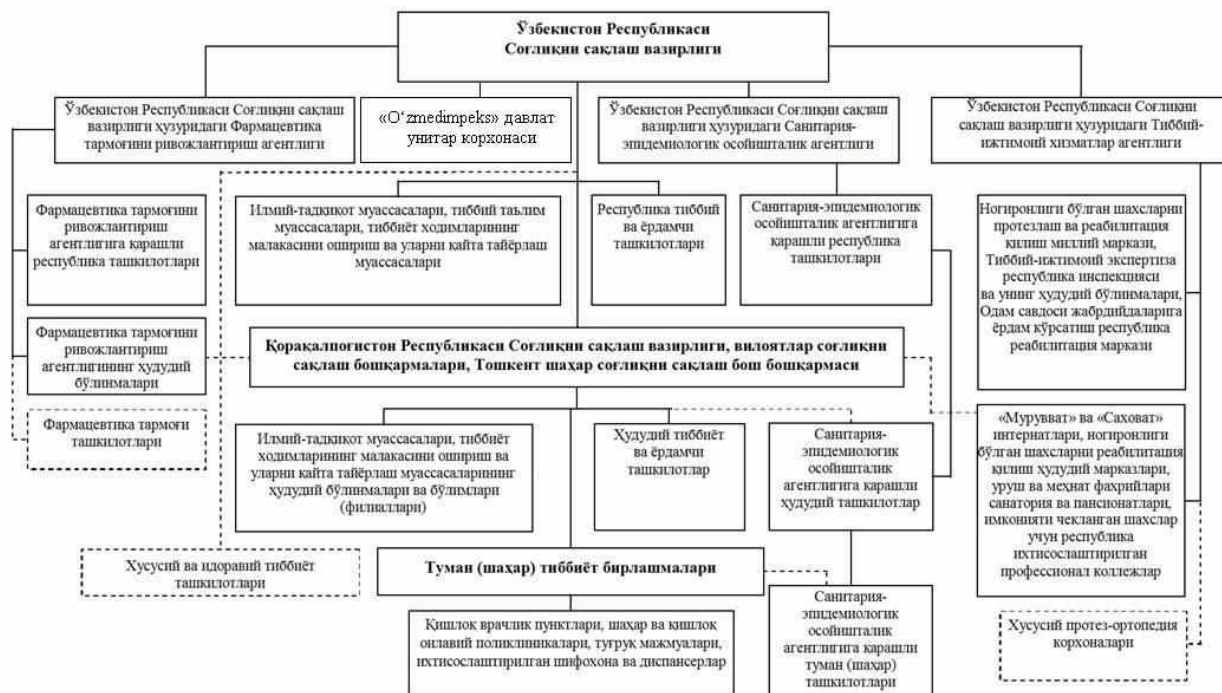 Ўзбекистон Республикаси
Соғлиқни сақлаш вазирлиги
Ўзбекистон Республикаси Соғлиқни сақлаш
вазирлиги ҳузуридаги Фармацевтика
тармоғини ривожлантириш агентлиги
«O‘zmedimpeks» давлат
унитар корхонаси
Ўзбекистон Республикаси Соғлиқни сақлаш
вазирлиги ҳузуридаги Санитария-
эпидемиологик осойишталик агентлиги
Ўзбекистон Республикаси Соғлиқни
сақлаш вазирлиги ҳузуридаги Тиббий-
ижтимоий хизматлар агентлиги
Фармацевтика тармоғини
ривожлантириш
агентлигига қарашли
республика ташкилотлари
Илмий-тадқиқот муассасалари, тиббий таълим
муассасалари, тиббиёт ходимларининг
малакасини ошириш ва уларни қайта тайёрлаш
муассасалари
Республика тиббий
ва ёрдамчи
ташкилотлари
Санитария-эпидемиологик
осойишталик агентлигига
қарашли республика
ташкилотлари
Ногиронлиги бўлган шахсларни
протезлаш ва реабилитация
қилиш миллий маркази,
Тиббий-ижтимоий экспертиза
республика инспекцияси
ва унинг ҳудудий бўлинмалари,
Одам савдоси жабрдийдаларига
ёрдам кўрсатиш республика
реабилитация маркази
Фармацевтика тармоғини
ривожлантириш
агентлигининг ҳудудий
бўлинмалари
Қорақалпоғистон Республикаси Соғлиқни сақлаш вазирлиги, вилоятлар соғлиқни
сақлаш бошқармалари, Тошкент шаҳар соғлиқни сақлаш бош бошқармаси
Фармацевтика тармоғи
ташкилотлари
Илмий-тадқиқот муассасалари, тиббиёт
ходимларининг малакасини ошириш ва
уларни қайта тайёрлаш муассасаларининг
ҳудудий бўлинмалари ва бўлимлари
(филиаллари)
Ҳудудий тиббиёт
ва ёрдамчи
ташкилотлар
Санитария-
эпидемиологик
осойишталик
агентлигига қарашли
ҳудудий ташкилотлар
«Мурувват» ва «Саховат»
интернатлари, ногиронлиги
бўлган шахсларни реабилитация
қилиш ҳудудий марказлари,
уруш ва меҳнат фахрийлари
санатория ва пансионатлари,
имконияти чекланган шахслар
учун республика
ихтисослаштирилган
профессионал коллежлар
Хусусий ва идоравий тиббиёт
ташкилотлари
Туман (шаҳар) тиббиёт бирлашмалари
Қишлоқ врачлик пунктлари, шаҳар ва қишлоқ
оилавий поликлиникалари, туғруқ мажмуалари,
ихтисослаштирилган шифохона ва диспансерлар
Санитария-
эпидемиологик
осойишталик
агентлигига қарашли
туман (шаҳар)
ташкилотлари
Хусусий протез-ортопедия
корхоналари